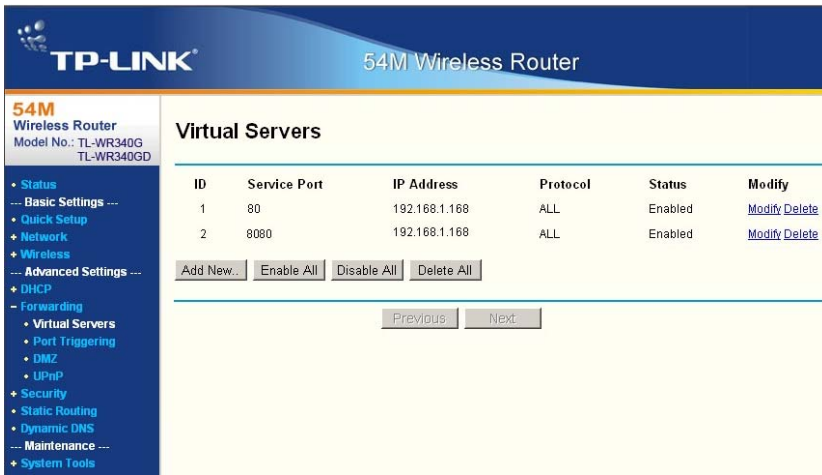 TP-LINK®
54M Wireless Router
54M
Wireless Router
Model No.: TL-WR340G
TL-WR340GD
• Status
--- Basic Settings ---
• Quick Setup
+ Network
+ Wireless
--- Advanced Settings ---
+ DHCP
– Forwarding
• Virtual Servers
• Port Triggering
• DMZ
• UPnP
+ Security
• Static Routing
• Dynamic DNS
--- Maintenance ---
+ System Tools
Virtual Servers
ID Service Port IP Address Protocol Status Modify
1 80 192.168.1.168 ALL Enabled Modify Delete
2 8080 192.168.1.168 ALL Enabled Modify Delete
Add New.. Enable All Disable All Delete All
Previous Next